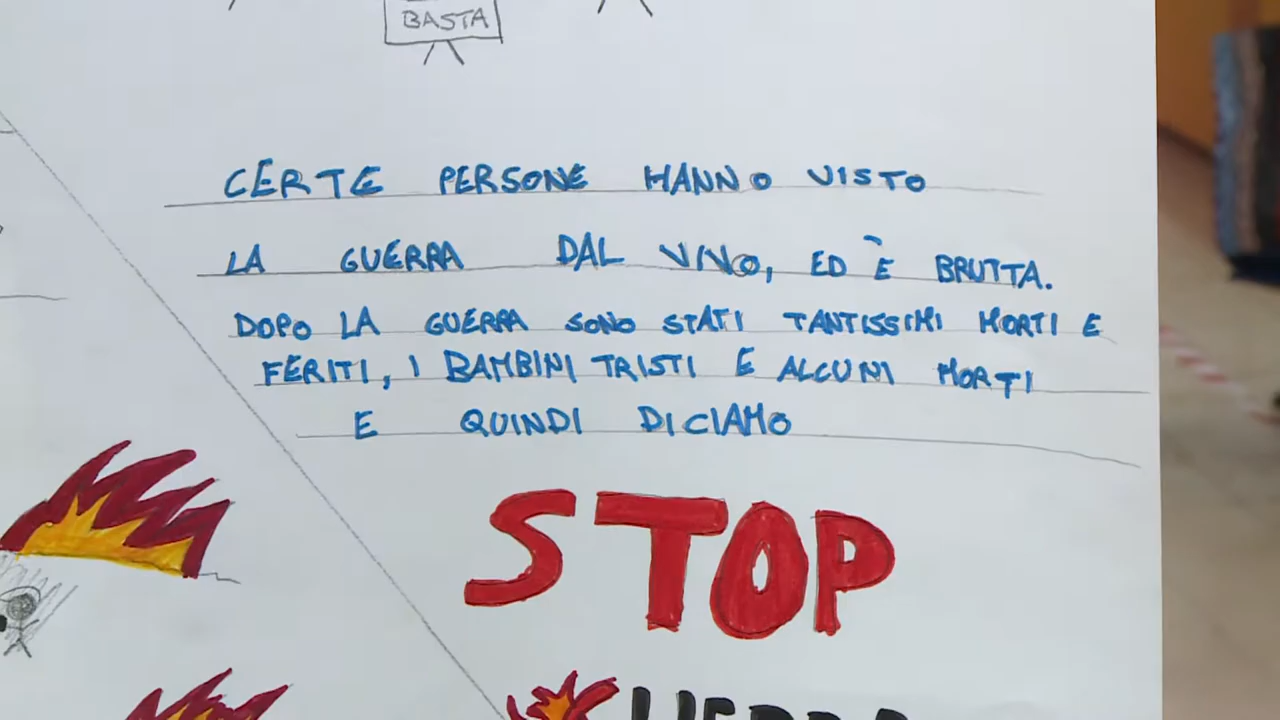 BASTA
CERTE PERSONE HANNO VISTO
LA GUERRA DAL VIVO, ED È BRUTTA.
DOPO LA GUERRA SONO STATI TANTISSIMI MORTI E
FERITI, I BAMBINI TRISTI E ALCUNI MORTI
E QUINDI DICIAMO
STOP